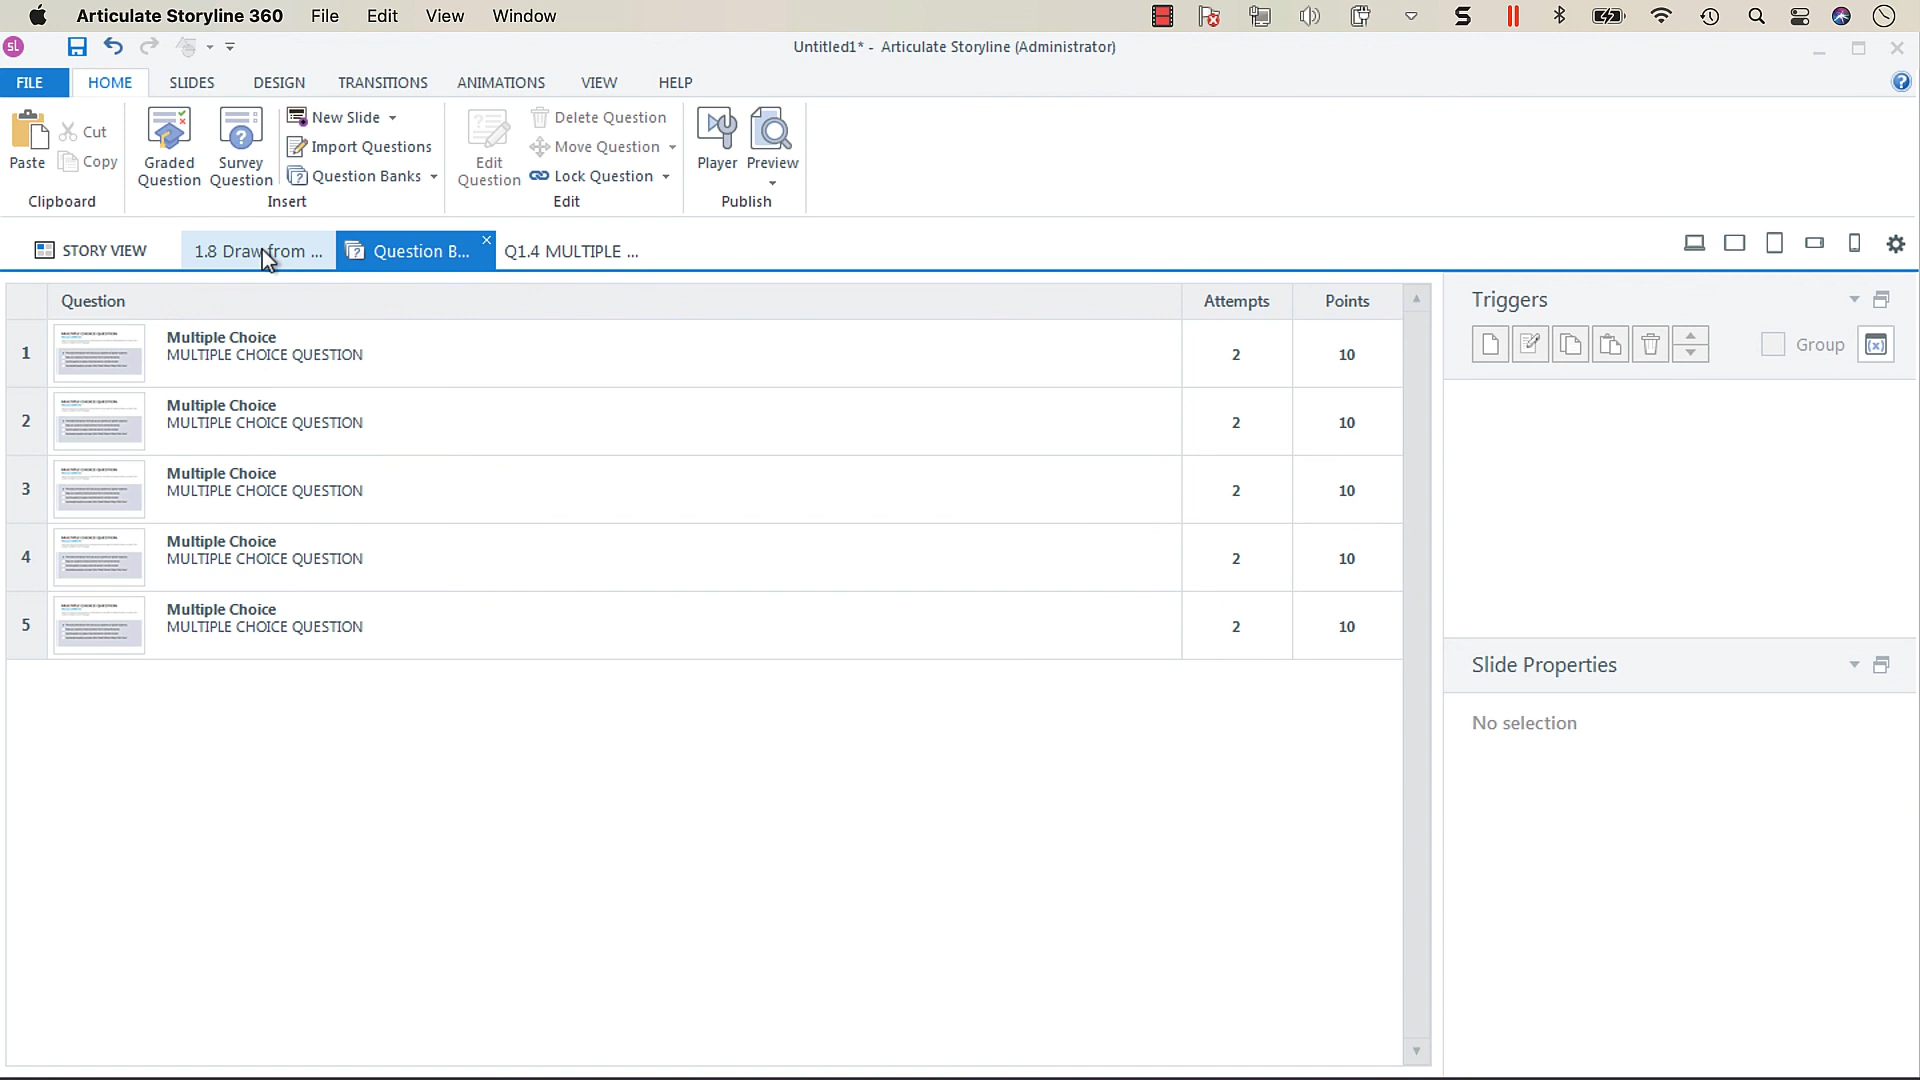 Articulate Storyline 360 File Edit View Window
SL
Untitled1* - Articulate Storyline (Administrator)
FILE HOME SLIDES DESIGN TRANSITIONS ANIMATIONS VIEW HELP
Paste
Cut
Copy
Clipboard
Graded Question
Survey Question
New Slide
Import Questions
Question Banks
Insert
Edit Question
Delete Question
Move Question
Lock Question
Edit
Player
Preview
Publish
STORY VIEW
1.8 Draw from ...
Question B...
Q1.4 MULTIPLE ...
Question Attempts Points
1 Multiple Choice
MULTIPLE CHOICE QUESTION
2 10
2 Multiple Choice
MULTIPLE CHOICE QUESTION
2 10
3 Multiple Choice
MULTIPLE CHOICE QUESTION
2 10
4 Multiple Choice
MULTIPLE CHOICE QUESTION
2 10
5 Multiple Choice
MULTIPLE CHOICE QUESTION
2 10
Triggers
Group
(x)
Slide Properties
No selection